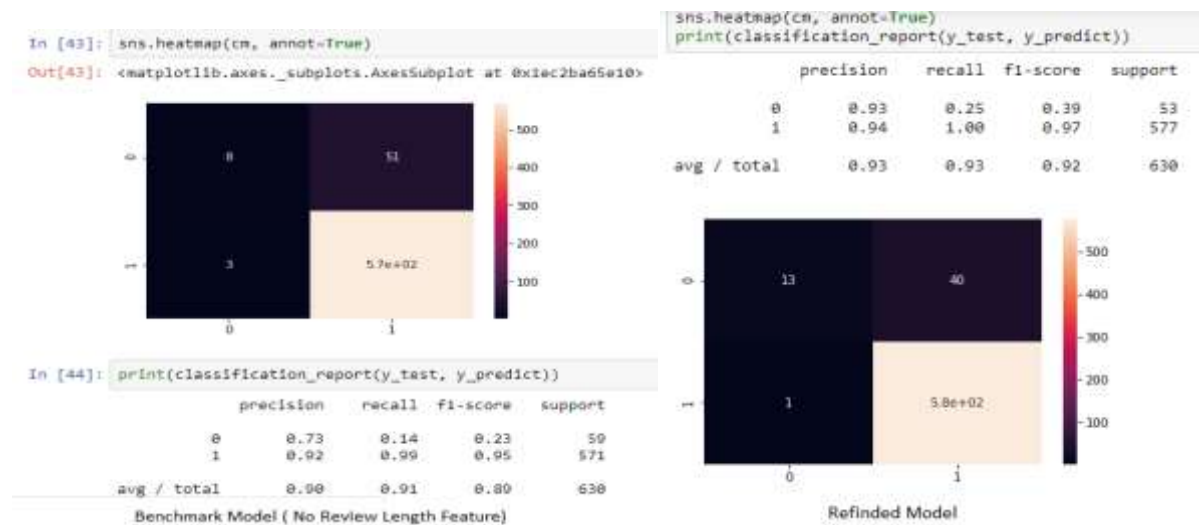 In [43]: sns.heatmap(cm, annot=True)
Out[43]: <matplotlib.axes._subplots.AxesSubplot at 0x1ec2ba65e10>
0 8 51
1 3 5.7e+02
0 1
500
400
300
200
100
In [44]: print(classification_report(y_test, y_predict))
precision recall f1-score support
0 0.73 0.14 0.23 59
1 0.92 0.99 0.95 571
avg / total 0.90 0.91 0.89 630
Benchmark Model ( No Review Length Feature)
sns.heatmap(cm, annot=True)
print(classification_report(y_test, y_predict))
precision recall f1-score support
0 0.93 0.25 0.39 53
1 0.94 1.00 0.97 577
avg / total 0.93 0.93 0.92 630
0 13 40
1 1 5.8e+02
0 1
500
400
300
200
100
Refinded Model